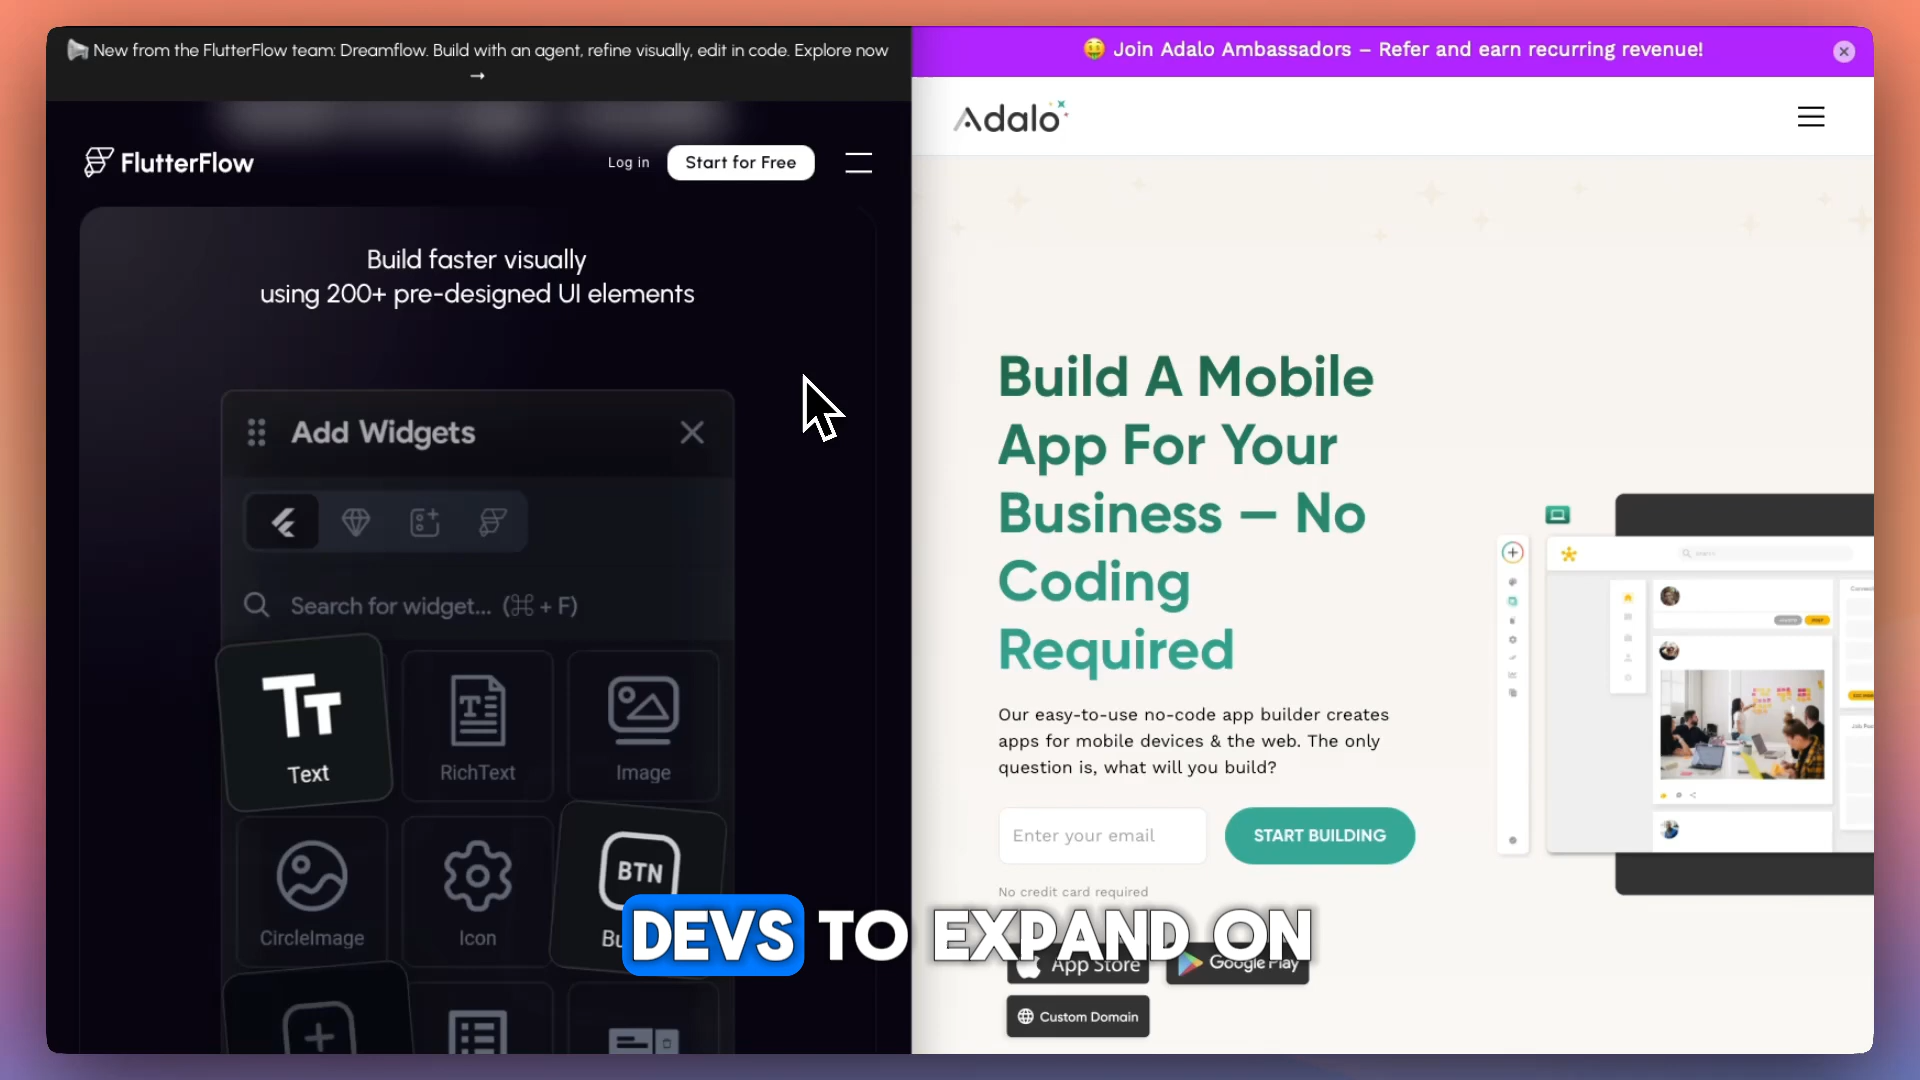 New from the FlutterFlow team: Dreamflow. Build with an agent, refine visually, edit in code. Explore now
→
FlutterFlow
Log in
Start for Free
Build faster visually
using 200+ pre-designed UI elements
Add Widgets
Search for widget... (⌘ + F)
Text
RichText
Image
CircleImage
Icon
BTN
Join Adalo Ambassadors – Refer and earn recurring revenue!
Adalo
Build A Mobile
App For Your
Business — No
Coding
Required
Our easy-to-use no-code app builder creates
apps for mobile devices & the web. The only
question is, what will you build?
Enter your email
START BUILDING
No credit card required
App Store
Google Play
Custom Domain
DEVS TO EXPAND ON